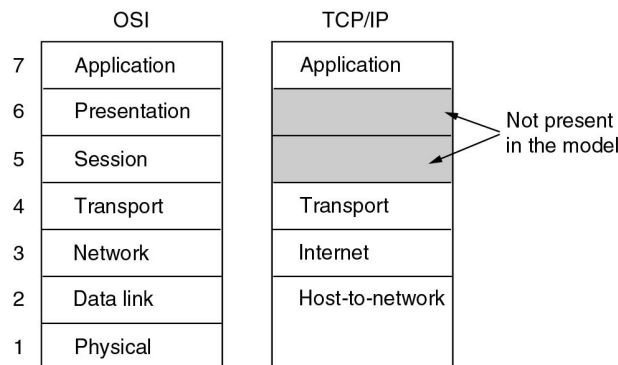 OSI TCP/IP
7 Application Application
6 Presentation
Not present
5 Session
in the model
4 Transport Transport
3 Network Internet
2 Data link Host-to-network
1 Physical